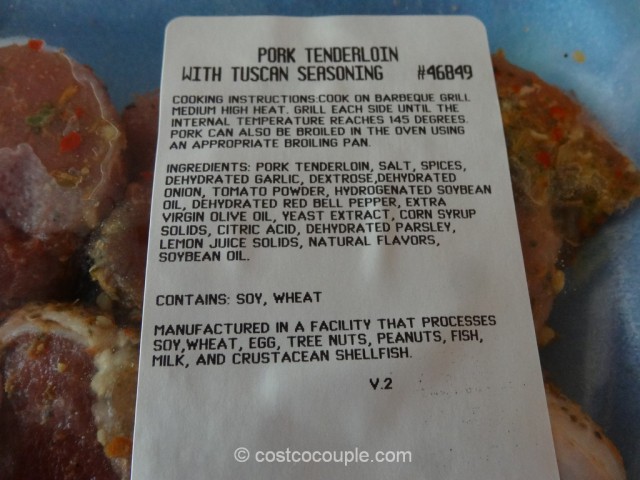 PORK TENDERLOIN
WITH TUSCAN SEASONING #46849
COOKING INSTRUCTIONS:COOK ON BARBEQUE GRILL
MEDIUM HIGH HEAT. GRILL EACH SIDE UNTIL THE
INTERNAL TEMPERATURE REACHES 145 DEGREES.
PORK CAN ALSO BE BROILED IN THE OVEN USING
AN APPROPRIATE BROILING PAN.
INGREDIENTS: PORK TENDERLOIN, SALT, SPICES,
DEHYDRATED GARLIC, DEXTROSE,DEHYDRATED
ONION, TOMATO POWDER, HYDROGENATED SOYBEAN
OIL, DEHYDRATED RED BELL PEPPER, EXTRA
VIRGIN OLIVE OIL, YEAST EXTRACT, CORN SYRUP
SOLIDS, CITRIC ACID, DEHYDRATED PARSLEY,
LEMON JUICE SOLIDS, NATURAL FLAVORS,
SOYBEAN OIL.
CONTAINS: SOY, WHEAT
MANUFACTURED IN A FACILITY THAT PROCESSES
SOY,WHEAT, EGG, TREE NUTS, PEANUTS, FISH,
MILK, AND CRUSTACEAN SHELLFISH.
V.2
© costcocouple.com